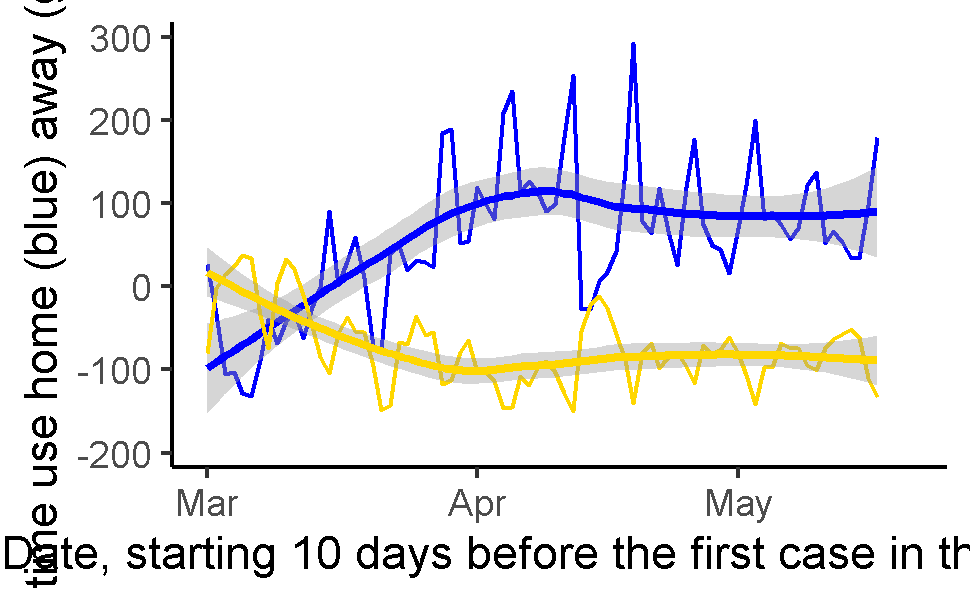 time use home (blue) away (
300
200
100
0
-100
-200
Mar Apr May
Date, starting 10 days before the first case in th